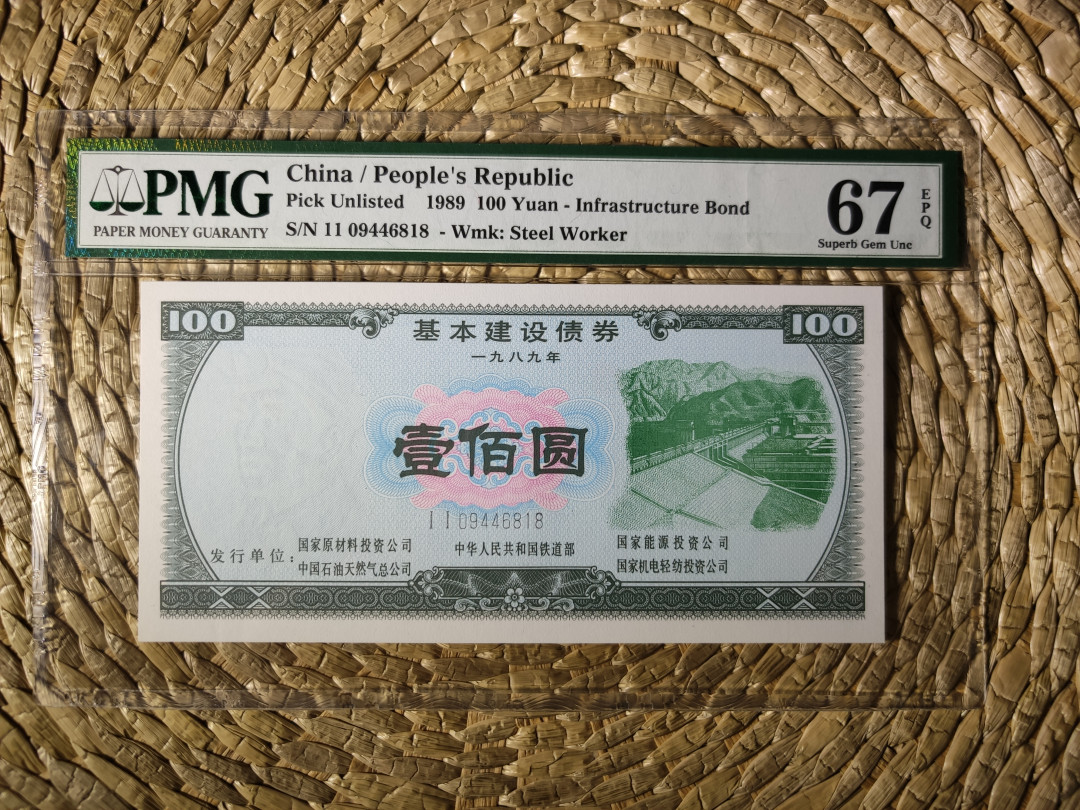 PMG
PAPER MONEY GUARANTY
China / People's Republic
Pick Unlisted 1989 100 Yuan - Infrastructure Bond
S/N 11 09446818 - Wmk: Steel Worker
67
EPQ
Superb Gem Unc
100
100
基本建设债券
一九八九年
壹佰圆
II 09446818
发行单位:
国家原材料投资公司
中国石油天然气总公司
中华人民共和国铁道部
国家能源投资公司
国家机电轻纺投资公司